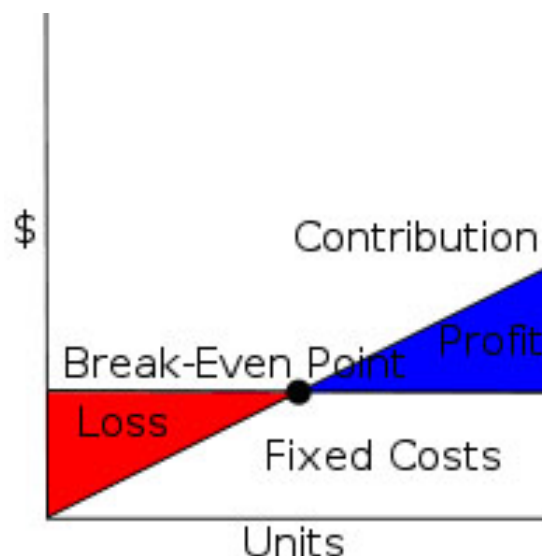 $
Contribution
Profit
Break-Even Point
Loss
Fixed Costs
Units